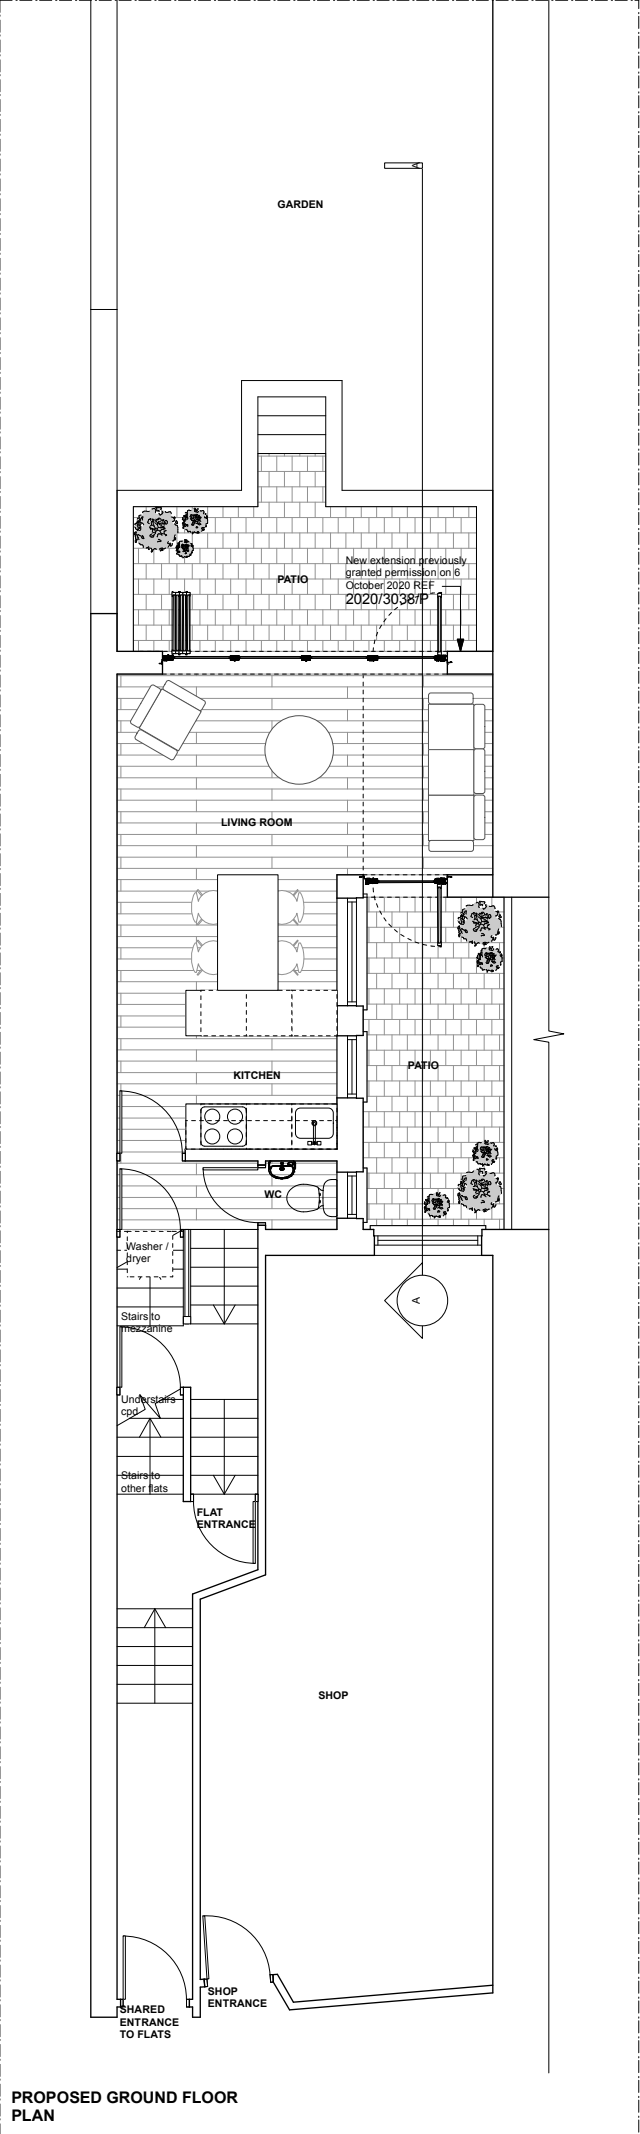 A
GARDEN
New extension previously
granted permission on 6
October 2020 REF
2020/3038/P
PATIO
LIVING ROOM
PATIO
KITCHEN
WC
Washer /
dryer
A
Stairs to
mezzanine
Understairs
cpd
Stairs to
other flats
FLAT
ENTRANCE
SHOP
SHOP
ENTRANCE
SHARED
ENTRANCE
TO FLATS
PROPOSED GROUND FLOOR
PLAN